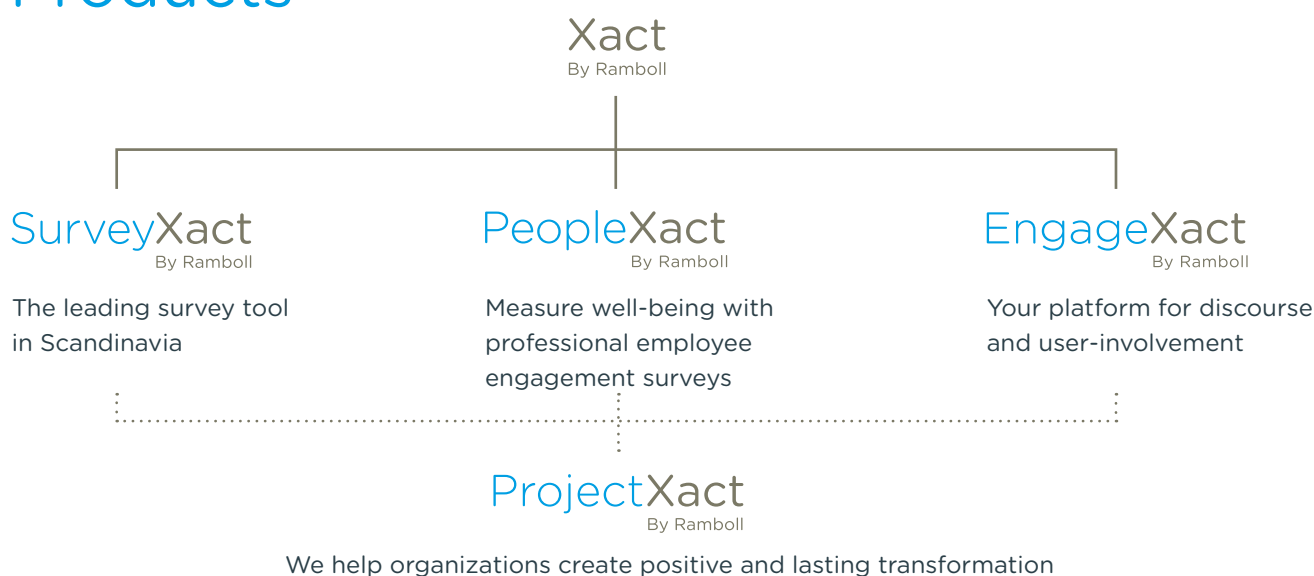 Products
Xact
By Ramboll
SurveyXact
By Ramboll
The leading survey tool
in Scandinavia
PeopleXact
By Ramboll
Measure well-being with
professional employee
engagement surveys
EngageXact
By Ramboll
Your platform for discourse
and user-involvement
ProjectXact
By Ramboll
We help organizations create positive and lasting transformation